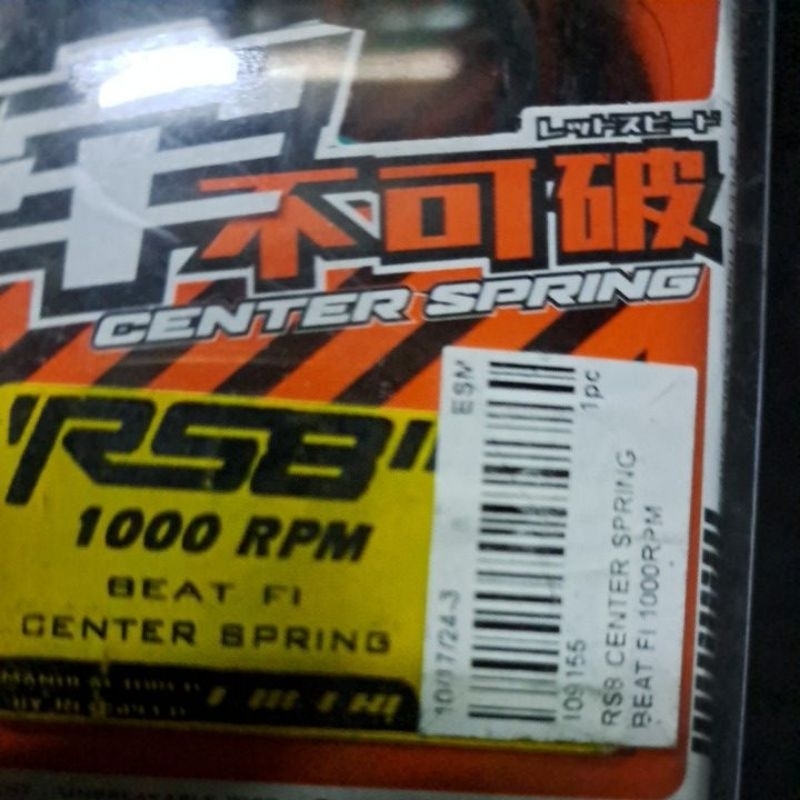 レッドスピード
不可破
CENTER SPRING
"RS8"
1000 RPM
BEAT FI
CENTER SPRING
ESM
1pc
10/17/24-3
109155
RS8 CENTER SPRING
BEAT FI 1000RPM